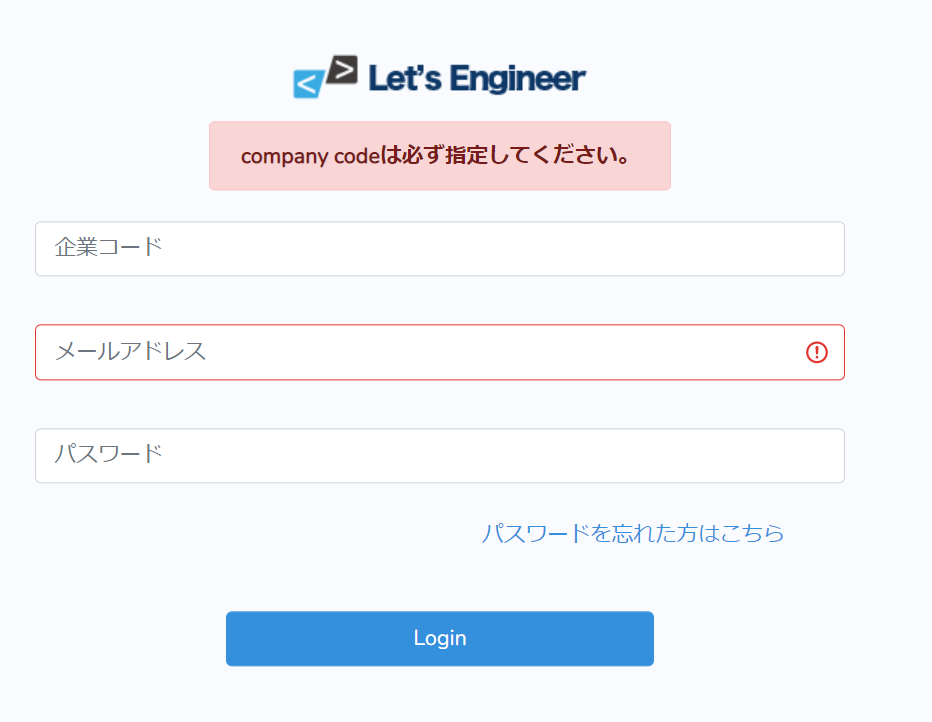 Let's Engineer
company codeは必ず指定してください。
企業コード
メールアドレス
パスワード
パスワードを忘れた方はこちら
Login